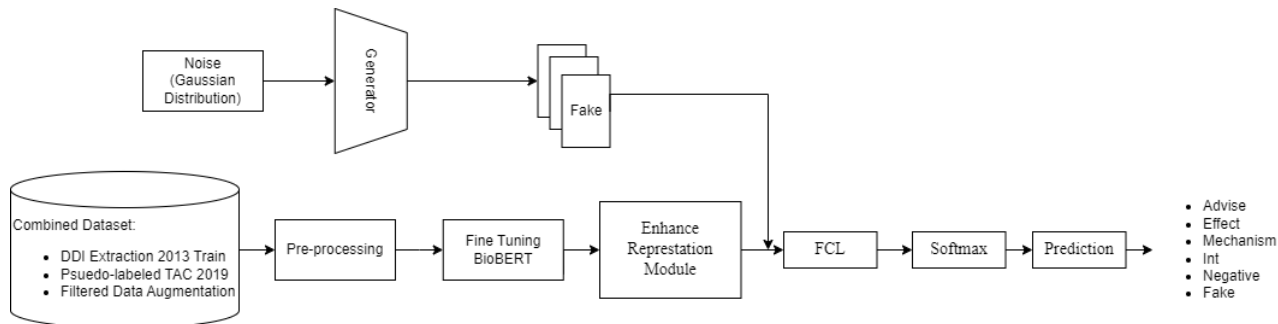 Noise
(Gaussian
Distribution)
Generator
Fake
Combined Dataset:
DDI Extraction 2013 Train
Psuedo-labeled TAC 2019
Filtered Data Augmentation
Pre-processing
Fine Tuning
BioBERT
Enhance
Represtation
Module
FCL
Softmax
Prediction
Advise
Effect
Mechanism
Int
Negative
Fake